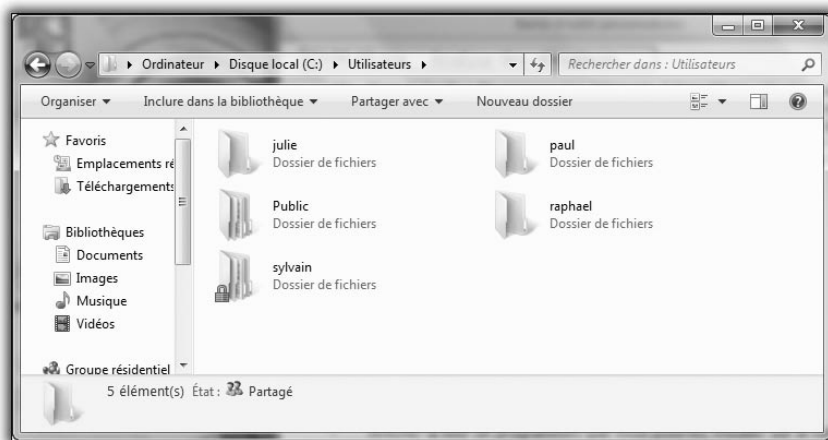 Ordinateur ▸ Disque local (C:) ▸ Utilisateurs ▸
Rechercher dans : Utilisateurs
Organiser ▾ Inclure dans la bibliothèque ▾ Partager avec ▾ Nouveau dossier
Favoris
Emplacements ré
Téléchargements
Bibliothèques
Documents
Images
Musique
Vidéos
Groupe résidentiel
julie
Dossier de fichiers
paul
Dossier de fichiers
Public
Dossier de fichiers
raphael
Dossier de fichiers
sylvain
Dossier de fichiers
5 élément(s) État : Partagé